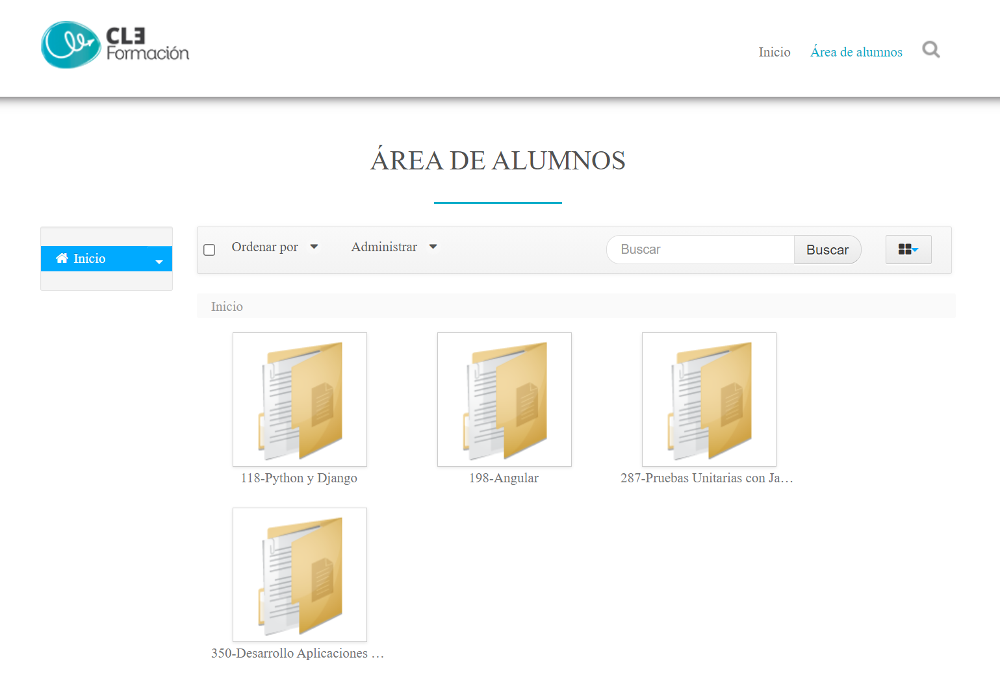 CLE
Formación
Inicio
Área de alumnos
ÁREA DE ALUMNOS
Inicio
Ordenar por
Administrar
Buscar
Buscar
Inicio
118-Python y Django
198-Angular
287-Pruebas Unitarias con Ja…
350-Desarrollo Aplicaciones …